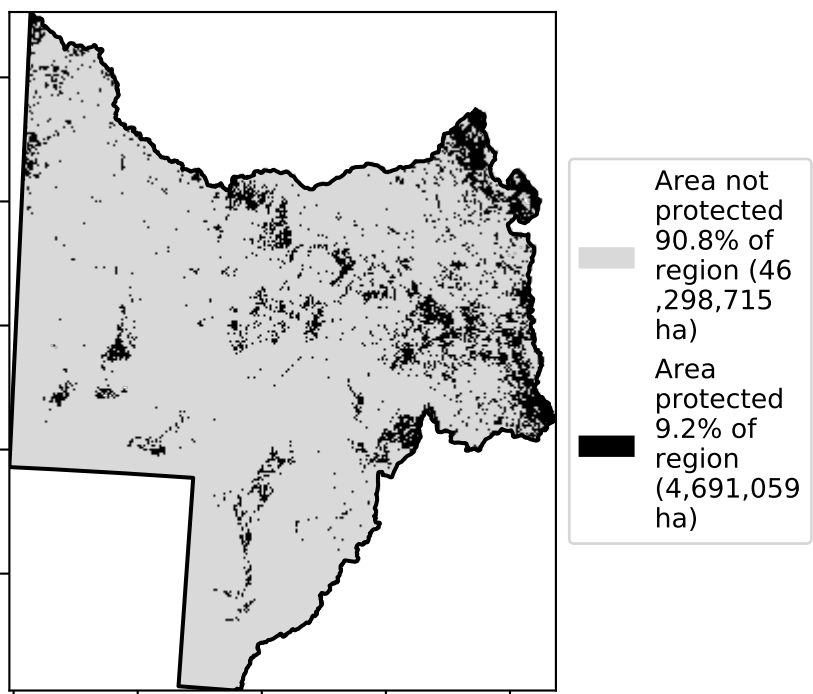 Area not
protected
90.8% of
region (46
,298,715
ha)
Area
protected
9.2% of
region
(4,691,059
ha)